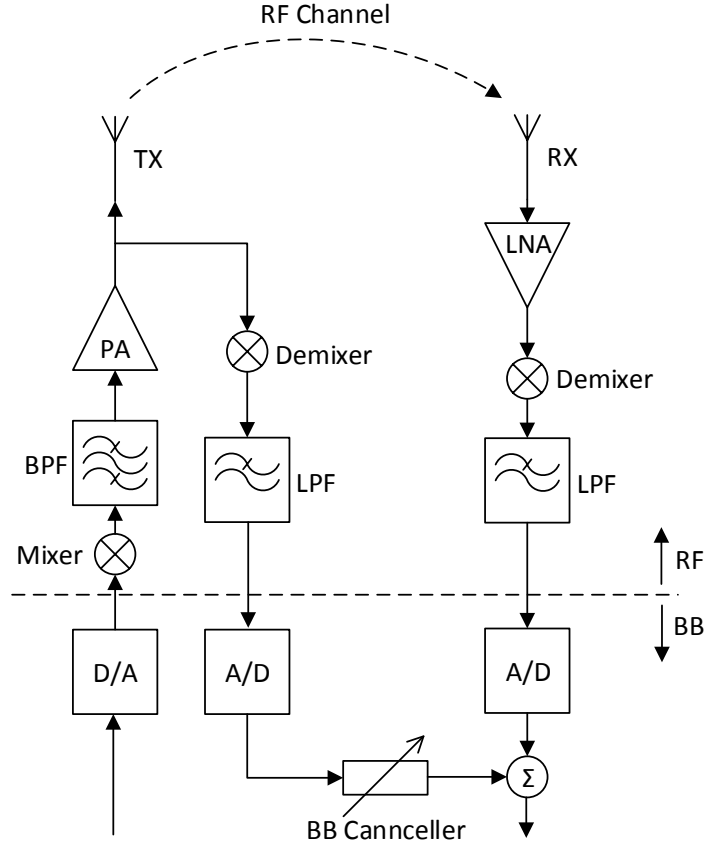 RF Channel
TX
RX
LNA
PA
Demixer
Demixer
BPF
LPF
LPF
Mixer
RF
BB
D/A
A/D
A/D
Σ
BB Cannceller